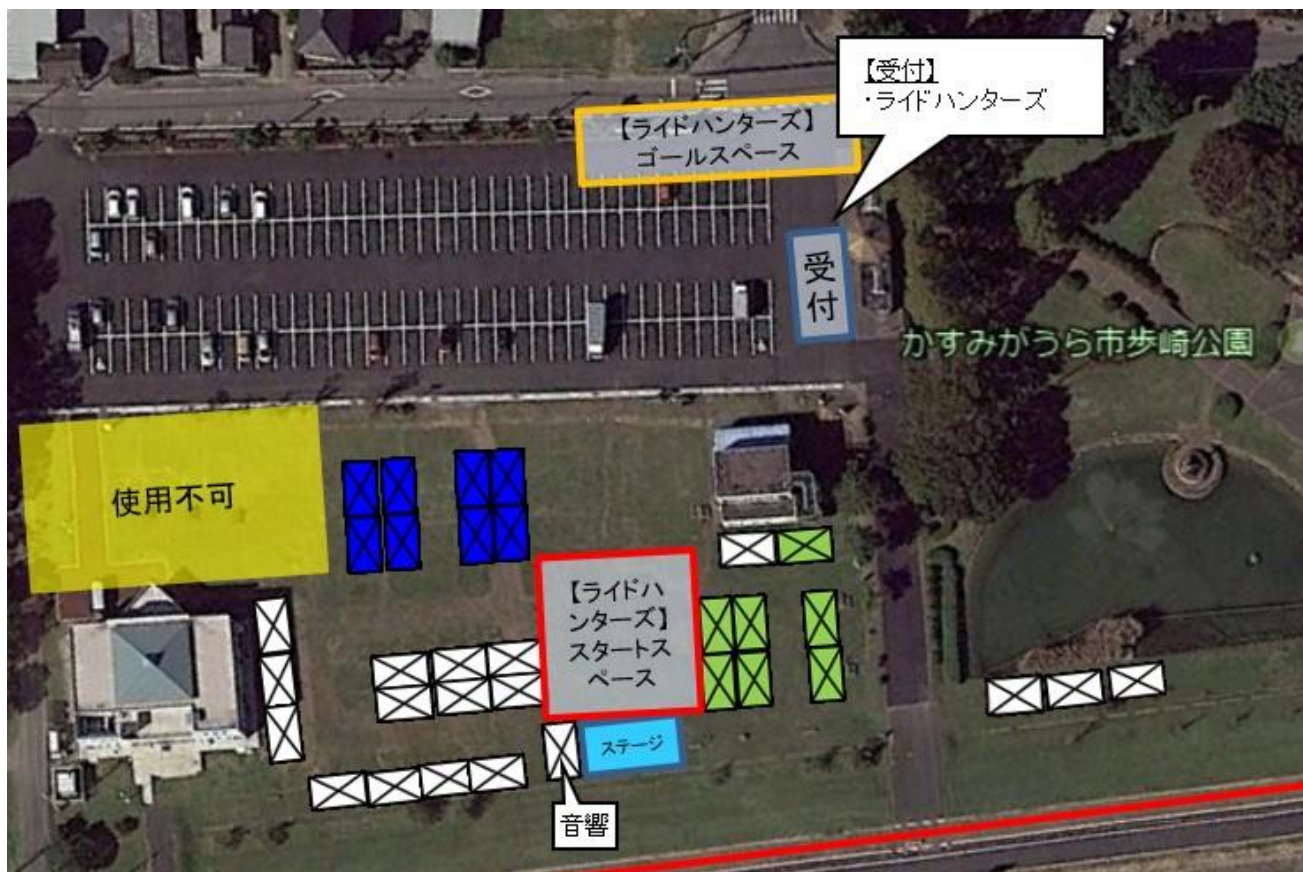 【受付】
・ライドハンターズ
【ライドハンターズ】
ゴールスペース
受
付
かすみがうら市歩崎公園
使用不可
【ライドハ
ンターズ】
スタートス
ペース
ステージ
音響